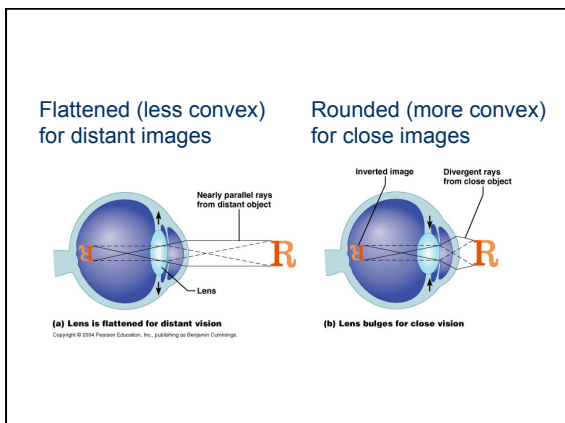 Flattened (less convex)
for distant images
Nearly parallel rays
from distant object
R
R
Lens
(a) Lens is flattened for distant vision
Copyright © 2004 Pearson Education, Inc., publishing as Benjamin Cummings.
Rounded (more convex)
for close images
Inverted image
Divergent rays
from close object
R
R
(b) Lens bulges for close vision